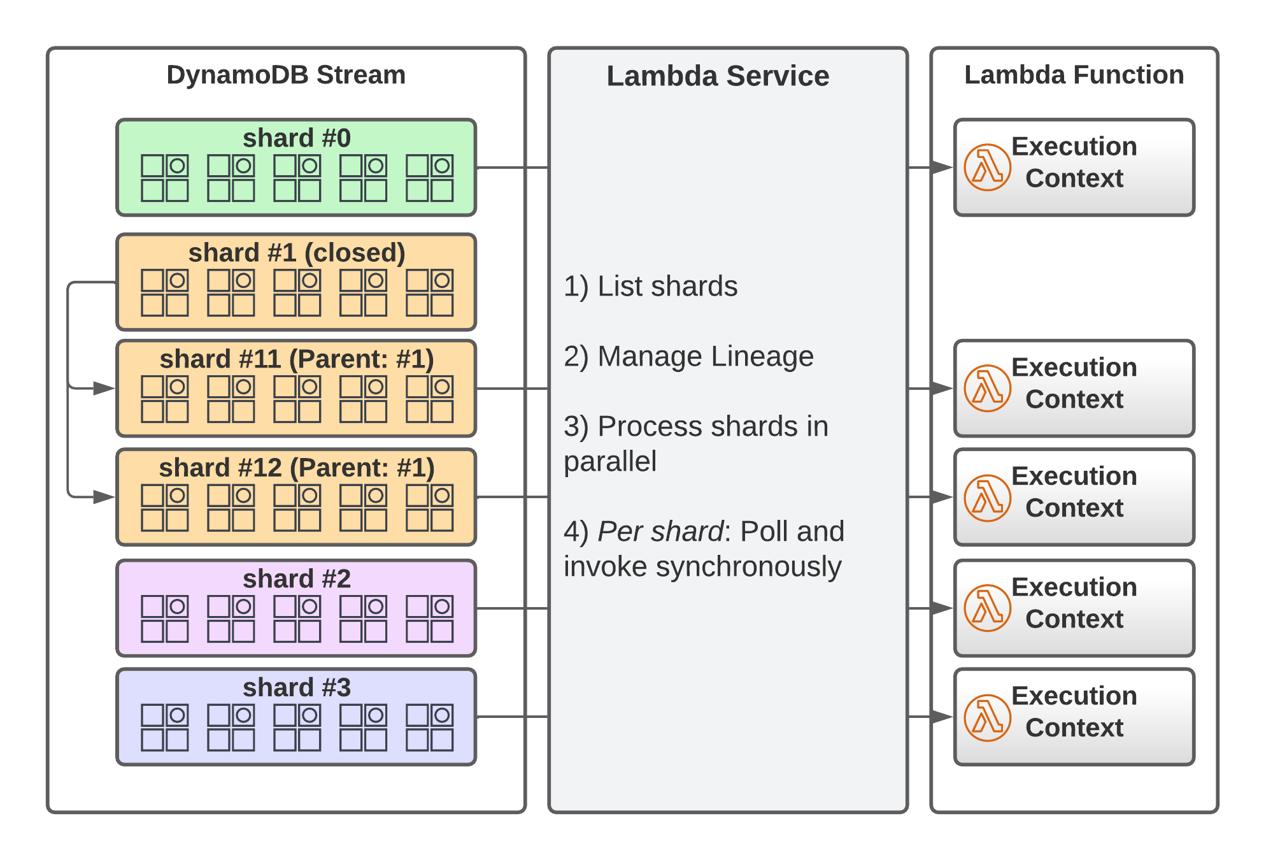 DynamoDB Stream
shard #0
shard #1 (closed)
shard #11 (Parent: #1)
shard #12 (Parent: #1)
shard #2
shard #3
Lambda Service
1) List shards
2) Manage Lineage
3) Process shards in
parallel
4) Per shard: Poll and
invoke synchronously
Lambda Function
Execution
Context
Execution
Context
Execution
Context
Execution
Context
Execution
Context